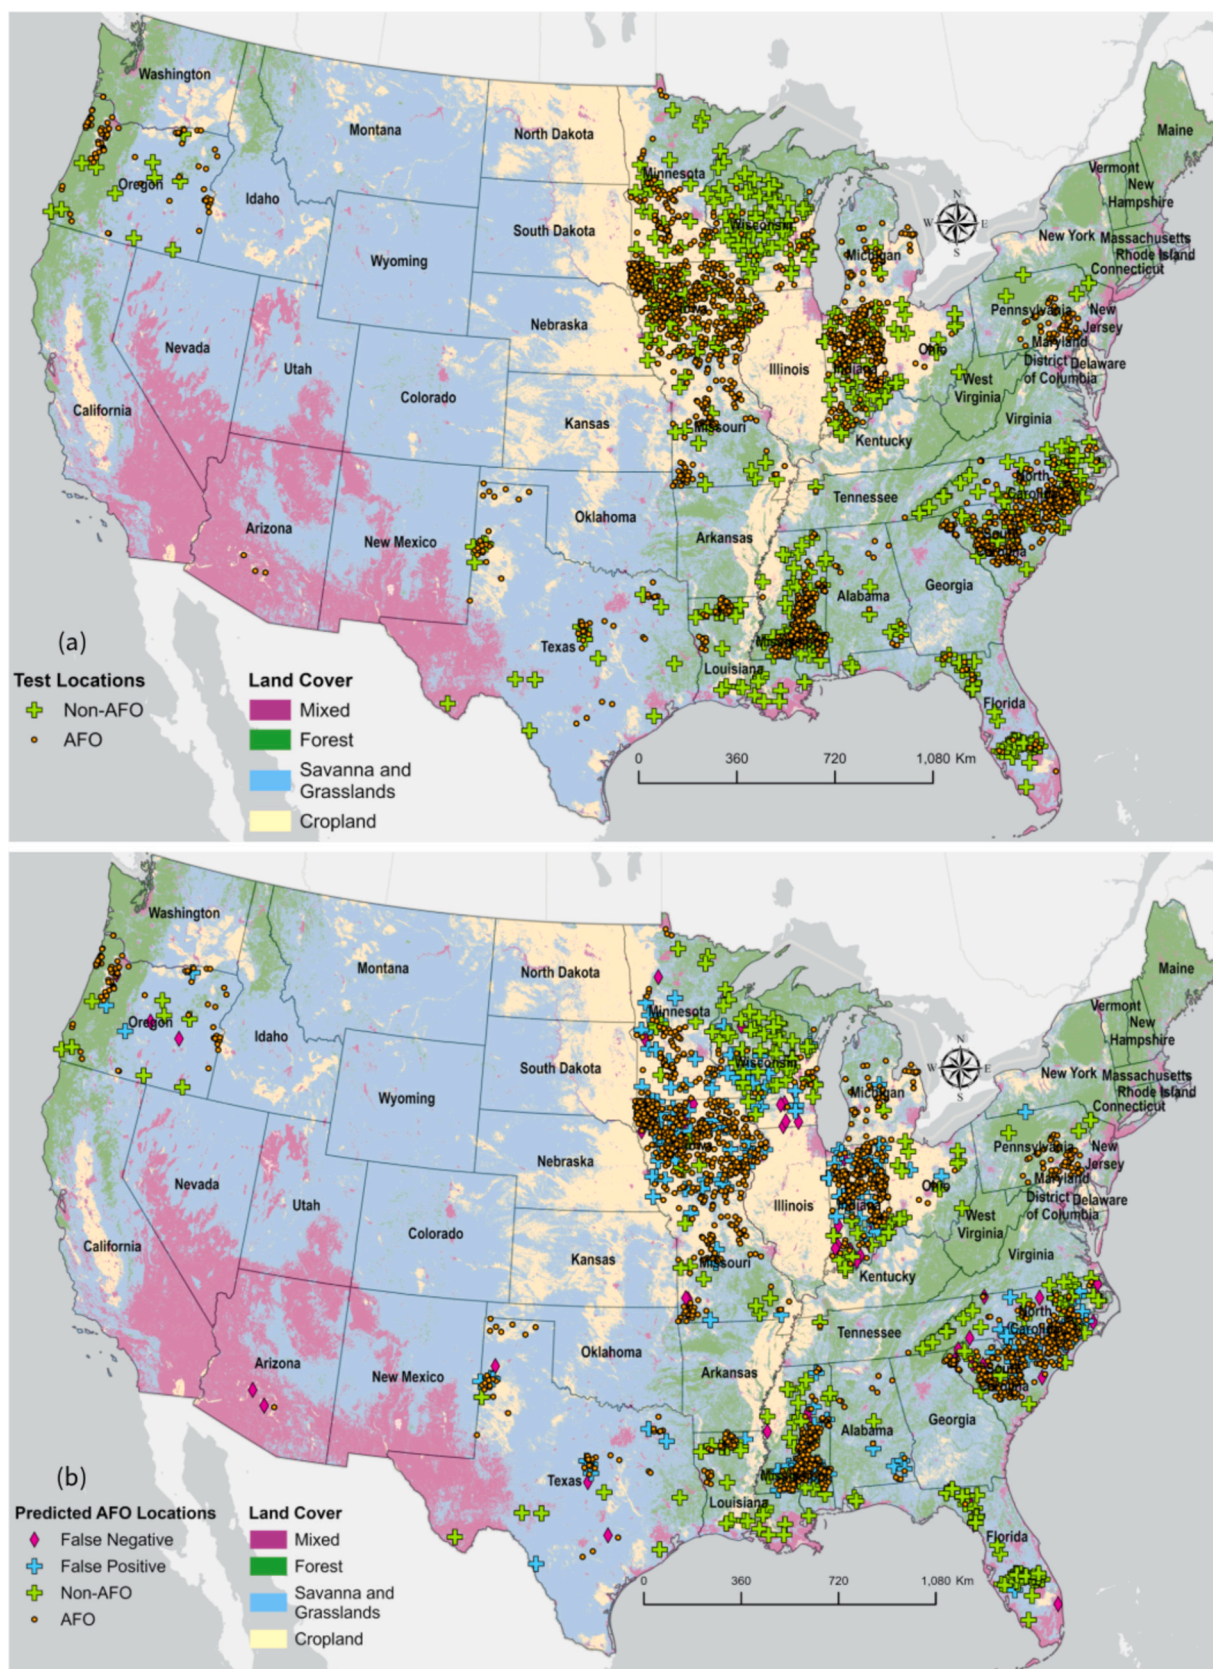 Washington
Montana
North Dakota
Minnesota
Maine
Vermont
New
Hampshire
Oregon
Idaho
South Dakota
Wisconsin
N
W
E
S
New York
Massachusetts
Rhode Island
Connecticut
Wyoming
Michigan
Nebraska
Iowa
Pennsylvania
New
Jersey
Nevada
Utah
Illinois
Indiana
Ohio
Maryland
District
of Columbia
Delaware
California
Colorado
Kansas
Missouri
West
Virginia
Virginia
Kentucky
Arizona
New Mexico
Oklahoma
Arkansas
Tennessee
North
Carolina
South
Carolina
Texas
Louisiana
Mississippi
Alabama
Georgia
Florida
(a)
Test Locations
Non-AFO
AFO
Land Cover
Mixed
Forest
Savanna and
Grasslands
Cropland
0 360 720 1,080 Km
Washington
Montana
North Dakota
Minnesota
Maine
Vermont
New
Hampshire
Oregon
Idaho
South Dakota
Wisconsin
N
W
E
S
New York
Massachusetts
Rhode Island
Connecticut
Wyoming
Michigan
Nebraska
Iowa
Pennsylvania
New
Jersey
Nevada
Utah
Illinois
Indiana
Ohio
Maryland
District
of Columbia
Delaware
California
Colorado
Kansas
Missouri
West
Virginia
Virginia
Kentucky
Arizona
New Mexico
Oklahoma
Arkansas
Tennessee
North
Carolina
South
Carolina
Texas
Louisiana
Mississippi
Alabama
Georgia
Florida
(b)
Predicted AFO Locations
False Negative
False Positive
Non-AFO
AFO
Land Cover
Mixed
Forest
Savanna and
Grasslands
Cropland
0 360 720 1,080 Km